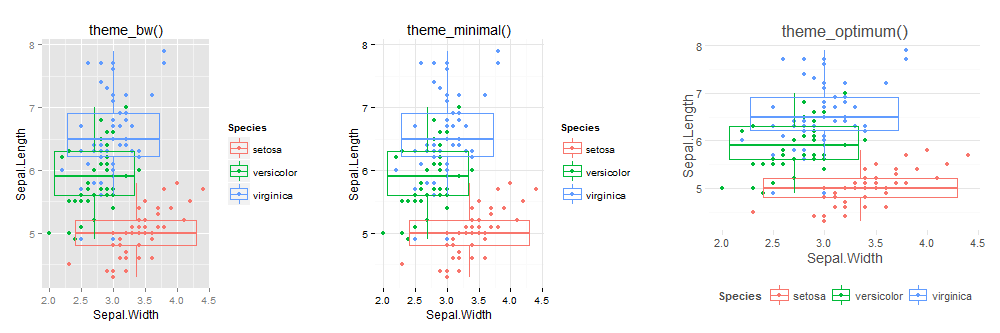 theme_bw()
8
7
6
5
Sepal.Length
2.0 2.5 3.0 3.5 4.0 4.5
Sepal.Width
Species
setosa
versicolor
virginica
theme_minimal()
8
7
6
5
Sepal.Length
2.0 2.5 3.0 3.5 4.0 4.5
Sepal.Width
Species
setosa
versicolor
virginica
theme_optimum()
8
7
6
5
Sepal.Length
2.0 2.5 3.0 3.5 4.0 4.5
Sepal.Width
Species setosa versicolor virginica